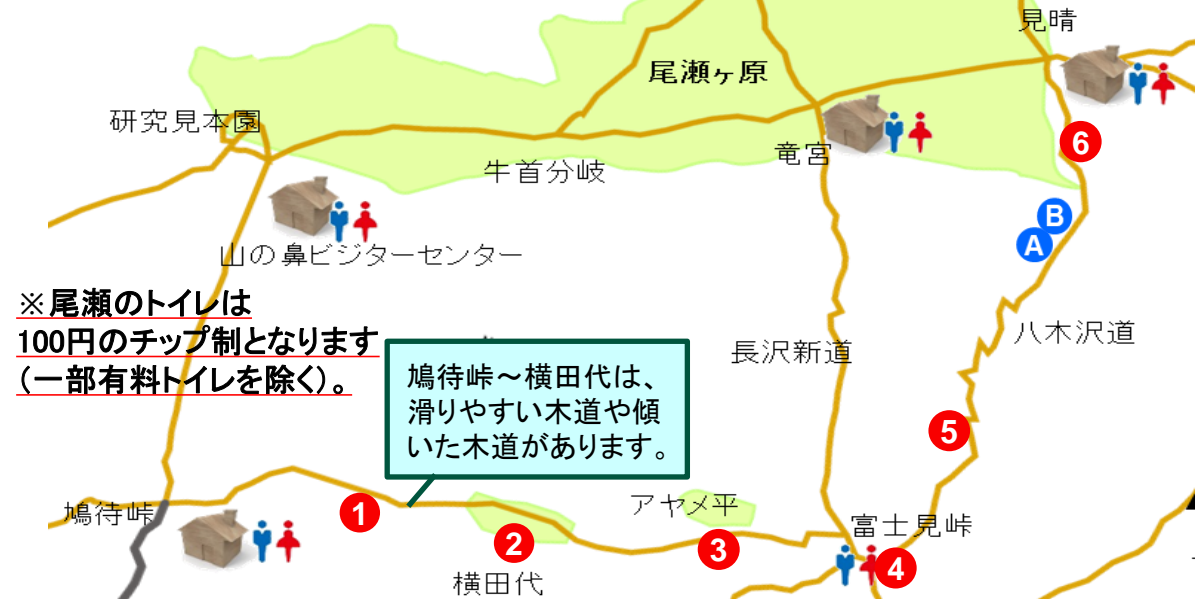 見晴
尾瀬ヶ原
研究見本園
竜宮
牛首分岐
6
B
A
山の鼻ビジターセンター
※尾瀬のトイレは
100円のチップ制となります
（一部有料トイレを除く）。
八木沢道
長沢新道
鳩待峠～横田代は、
滑りやすい木道や傾
いた木道があります。
5
鳩待峠
1
アヤメ平
富士見峠
2
3
4
横田代